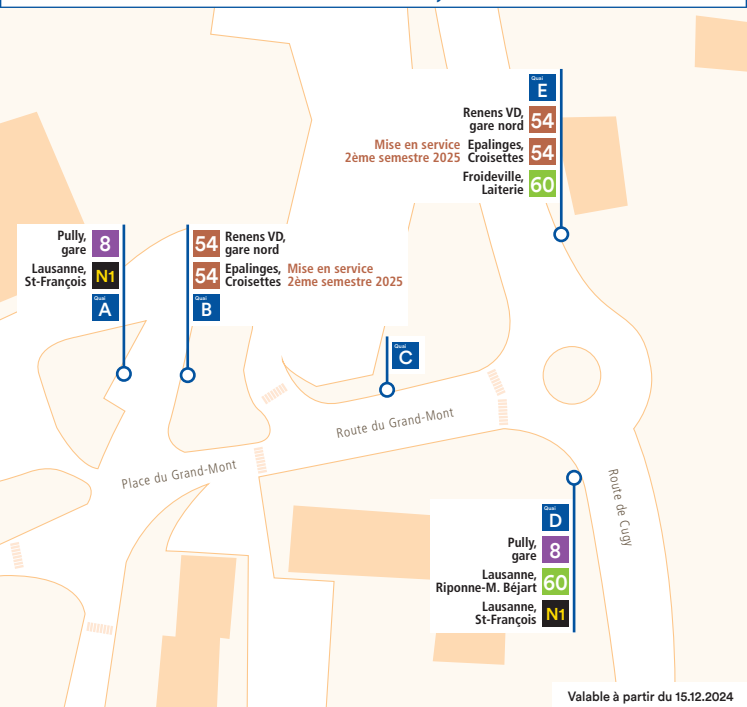 Quai
E
Renens VD,
gare nord
54
Mise en service
2ème semestre 2025
Epalinges,
Croisettes
54
Froideville,
Laiterie
60
Pully,
gare
8
Lausanne,
St-François
N1
Quai
A
54
Renens VD,
gare nord
54
Epalinges,
Croisettes
Mise en service
2ème semestre 2025
Quai
B
Quai
C
Route du Grand-Mont
Place du Grand-Mont
Route de Cugy
Quai
D
Pully,
gare
8
Lausanne,
Riponne-M. Béjart
60
Lausanne,
St-François
N1
Valable à partir du 15.12.2024